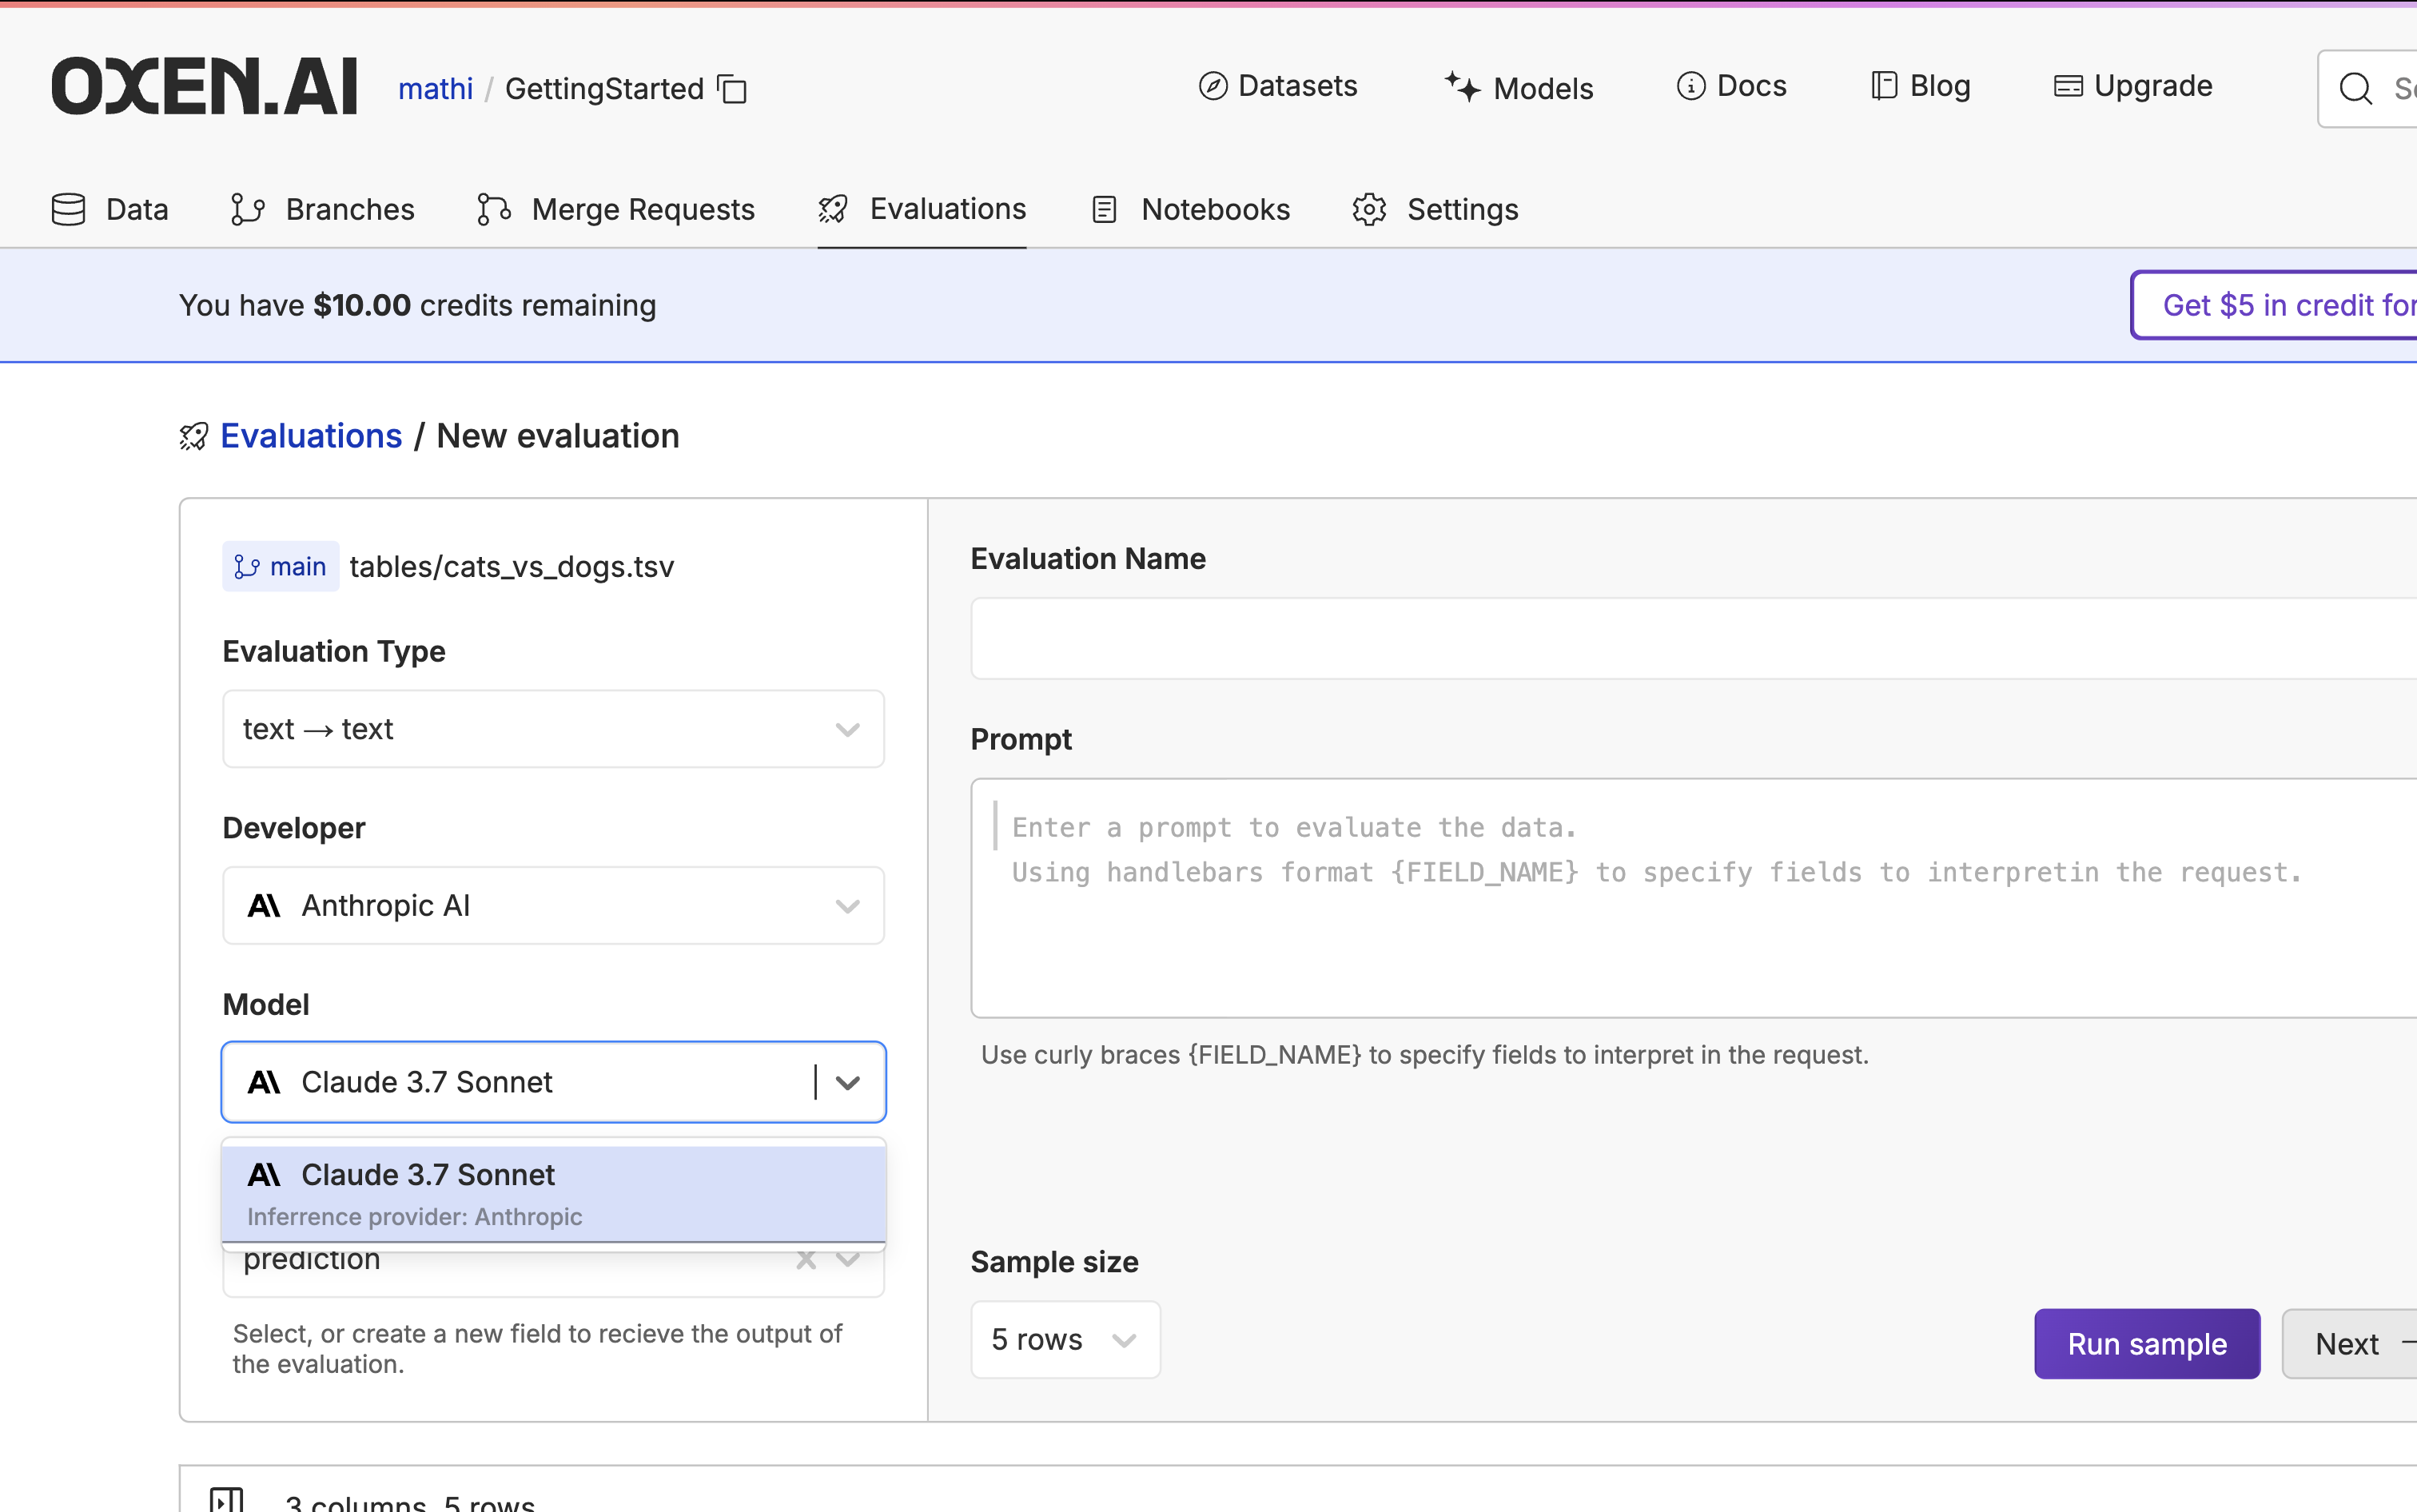 OXEN.AI mathi / GettingStarted Datasets Models Docs Blog Upgrade
Data Branches Merge Requests Evaluations Notebooks Settings
You have $10.00 credits remaining Get $5 in credit for
Evaluations / New evaluation
main tables/cats_vs_dogs.tsv
Evaluation Type
text → text
Developer
Anthropic AI
Model
Claude 3.7 Sonnet
Claude 3.7 Sonnet
Inferrence provider: Anthropic
prediction
Select, or create a new field to recieve the output of
the evaluation.
Evaluation Name
Prompt
Enter a prompt to evaluate the data.
Using handlebars format {FIELD_NAME} to specify fields to interpretin the request.
Use curly braces {FIELD_NAME} to specify fields to interpret in the request.
Sample size
5 rows
Run sample Next →
3 columns, 5 rows